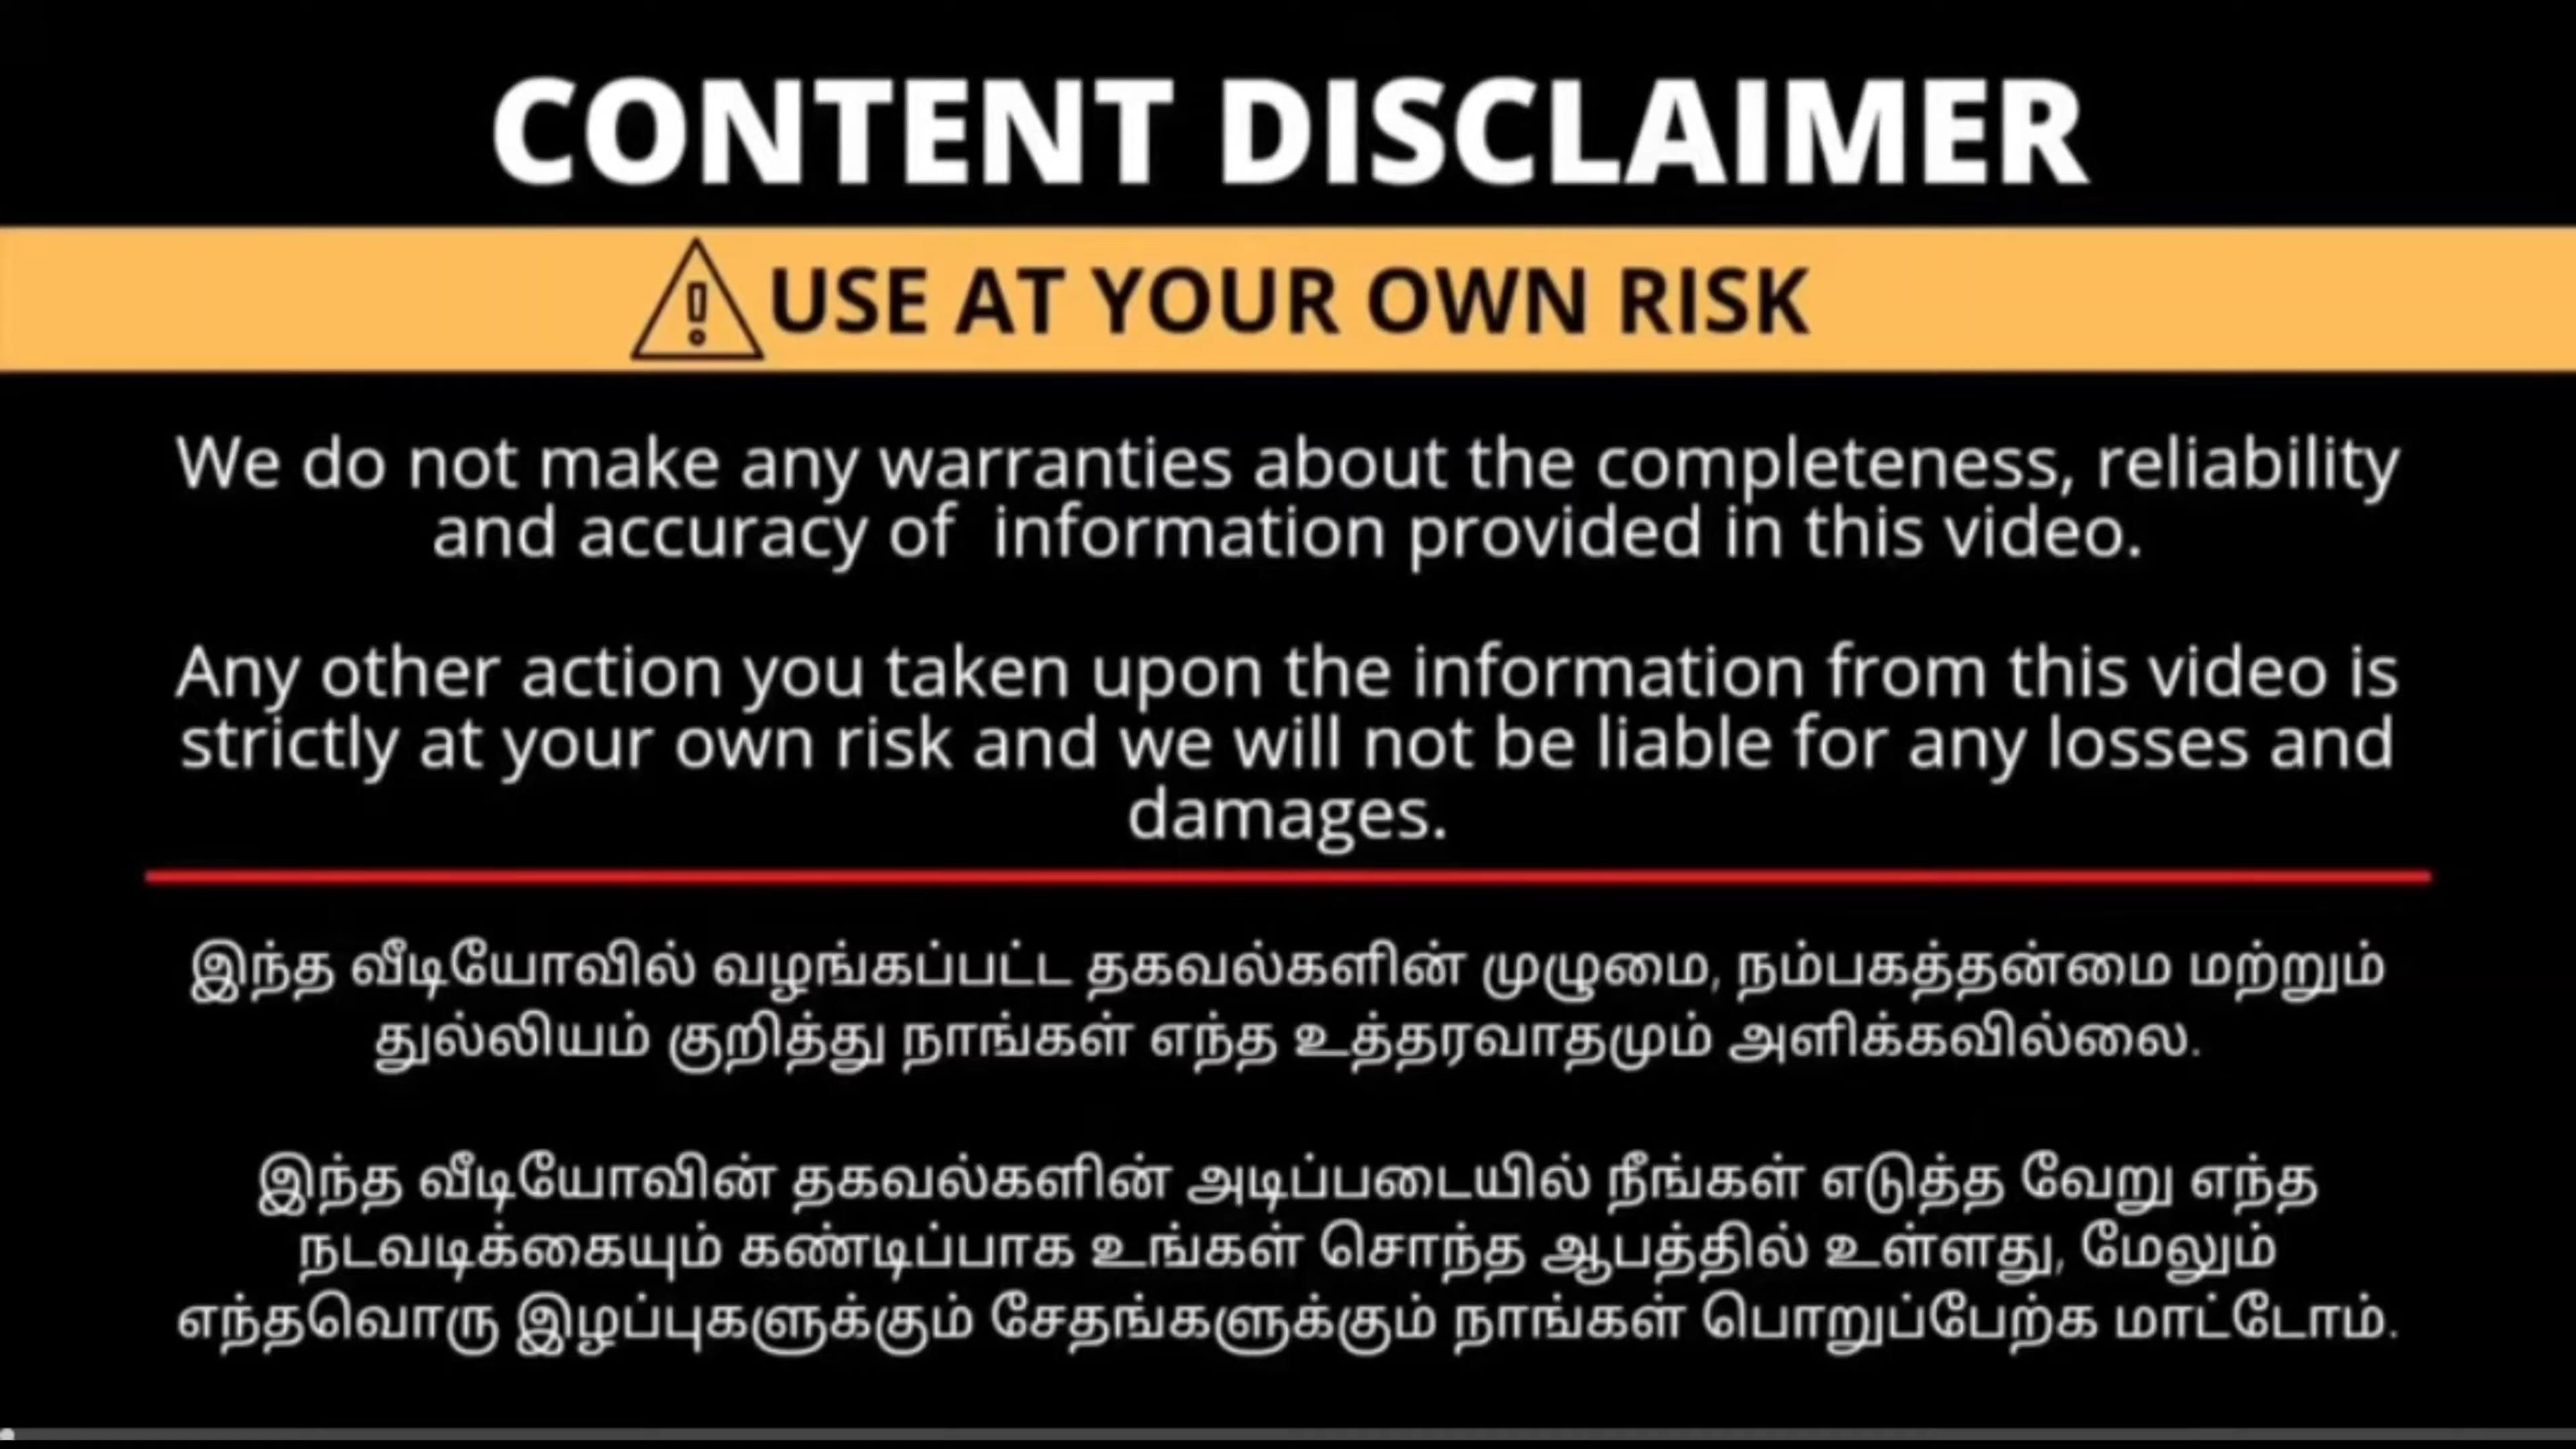 CONTENT DISCLAIMER
USE AT YOUR OWN RISK
We do not make any warranties about the completeness, reliability
and accuracy of information provided in this video.
Any other action you taken upon the information from this video is
strictly at your own risk and we will not be liable for any losses and
damages.
இந்த வீடியோவில் வழங்கப்பட்ட தகவல்களின் முழுமை, நம்பகத்தன்மை மற்றும்
துல்லியம் குறித்து நாங்கள் எந்த உத்தரவாதமும் அளிக்கவில்லை.
இந்த வீடியோவின் தகவல்களின் அடிப்படையில் நீங்கள் எடுத்த வேறு எந்த
நடவடிக்கையும் கண்டிப்பாக உங்கள் சொந்த ஆபத்தில் உள்ளது, மேலும்
எந்தவொரு இழப்புகளுக்கும் சேதங்களுக்கும் நாங்கள் பொறுப்பேற்க மாட்டோம்.